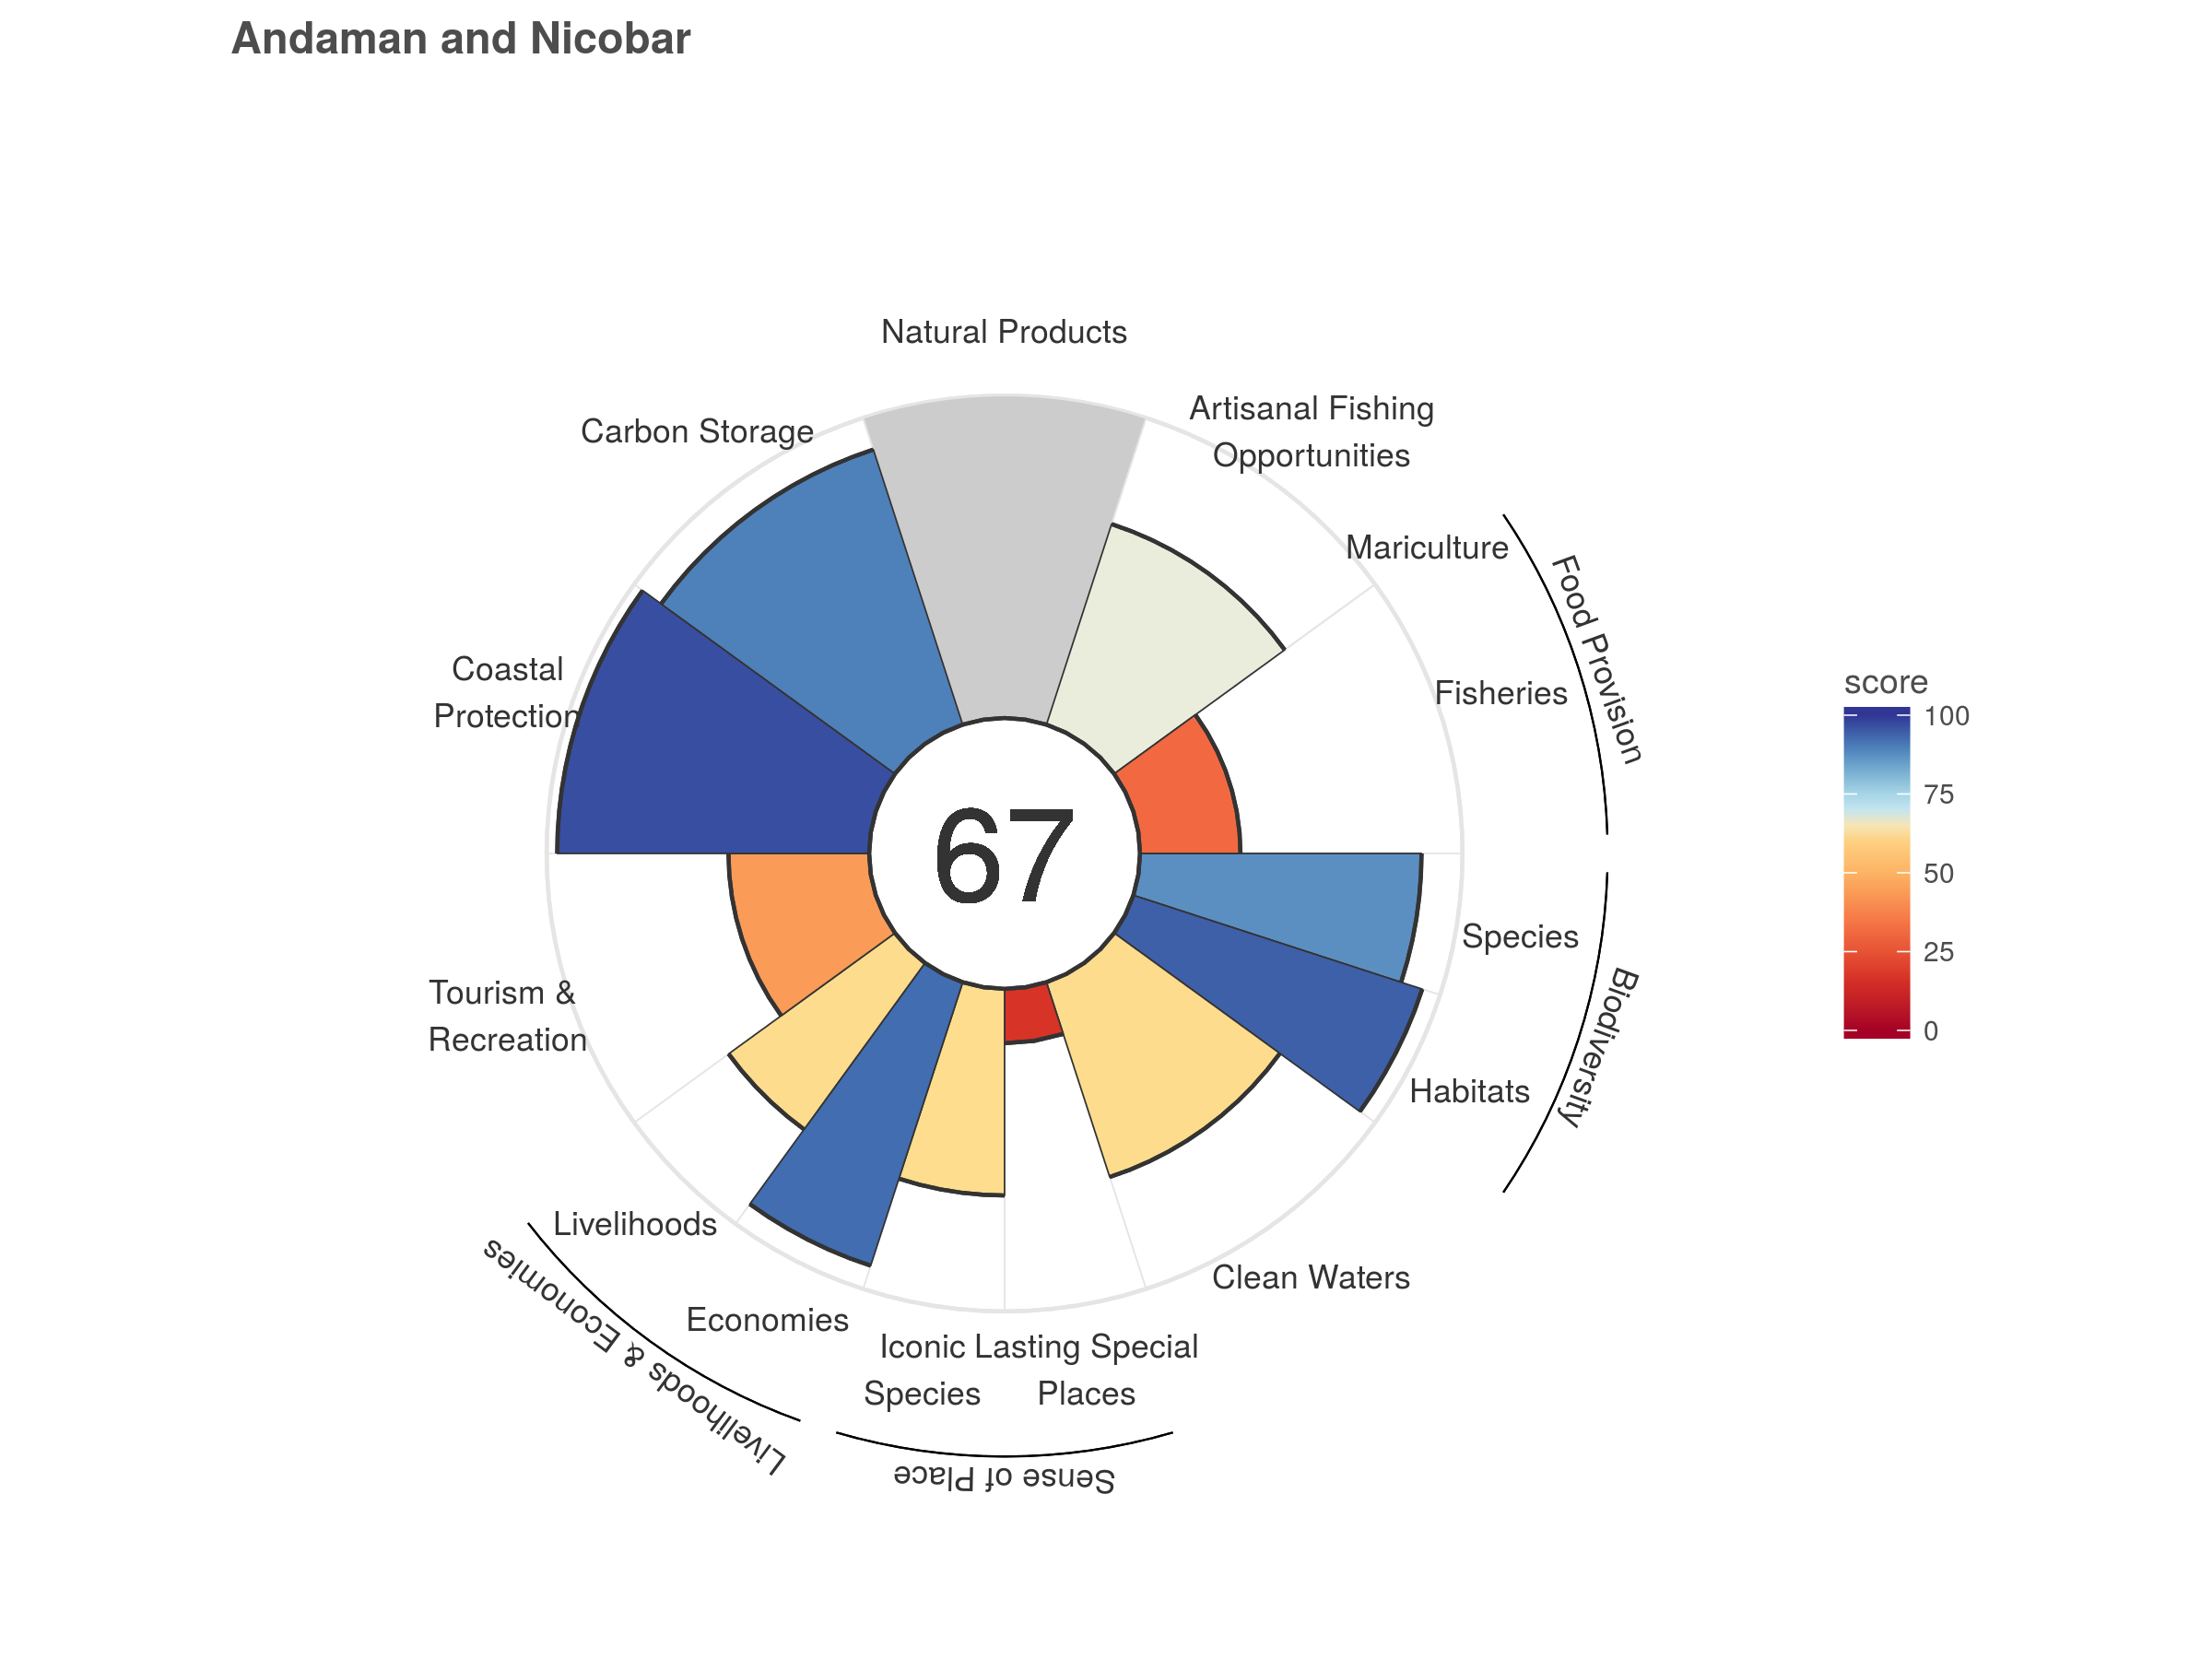 Andaman and Nicobar
Natural Products
Artisanal Fishing
Opportunities
Carbon Storage
Mariculture
Food Provision
Fisheries
Coastal
Protection
67
score
100
75
50
25
0
Species
Biodiversity
Habitats
Tourism &
Recreation
Livelihoods
Livelihoods & Economies
Economies
Clean Waters
Iconic
Species
Lasting Special
Places
Sense of Place